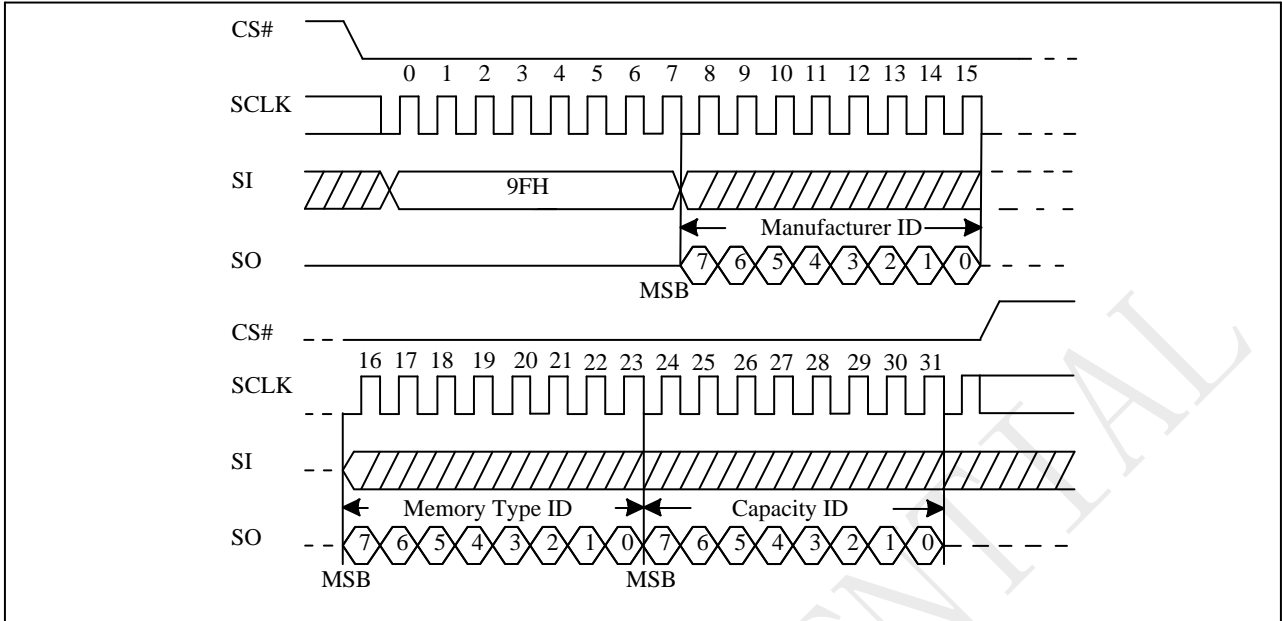 CS#
0 1 2 3 4 5 6 7 8 9 10 11 12 13 14 15
SCLK
SI
9FH
Manufacturer ID
SO
7 6 5 4 3 2 1 0
MSB
CS#
16 17 18 19 20 21 22 23 24 25 26 27 28 29 30 31
SCLK
SI
Memory Type ID Capacity ID
SO
7 6 5 4 3 2 1 0 7 6 5 4 3 2 1 0
MSB MSB
NTIAL